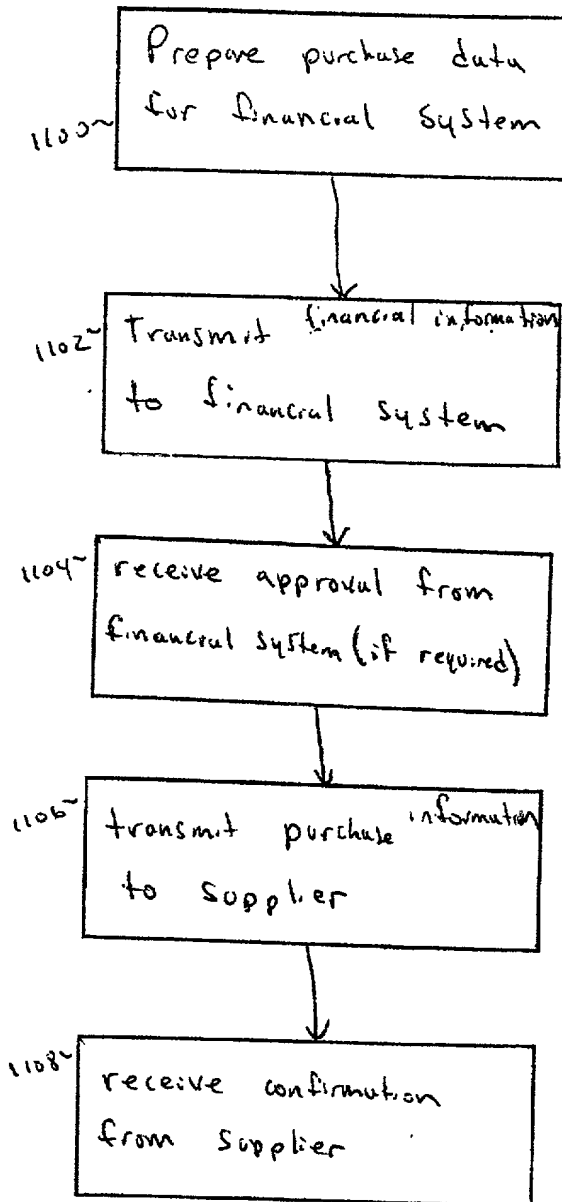 Prepare purchase data
1100~ for financial system
Transmit financial information
1102~
to financial system
1104~ receive approval from
financial system (if required)
1106~
transmit purchase information
to supplier
1108~
receive confirmation
from supplier